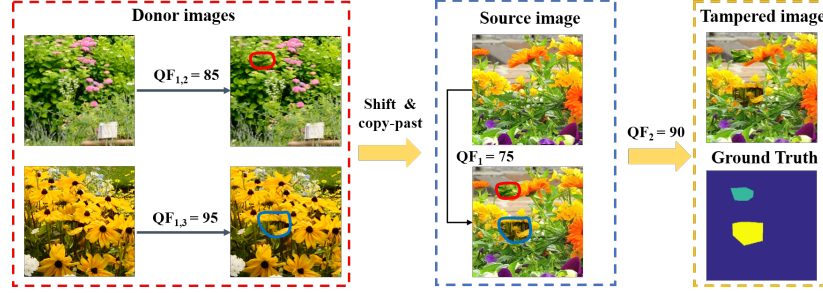 Donor images
QF1,2 = 85
QF1,3 = 95
Shift &
copy-past
Source image
QF1 = 75
QF2 = 90
Tampered image
Ground Truth